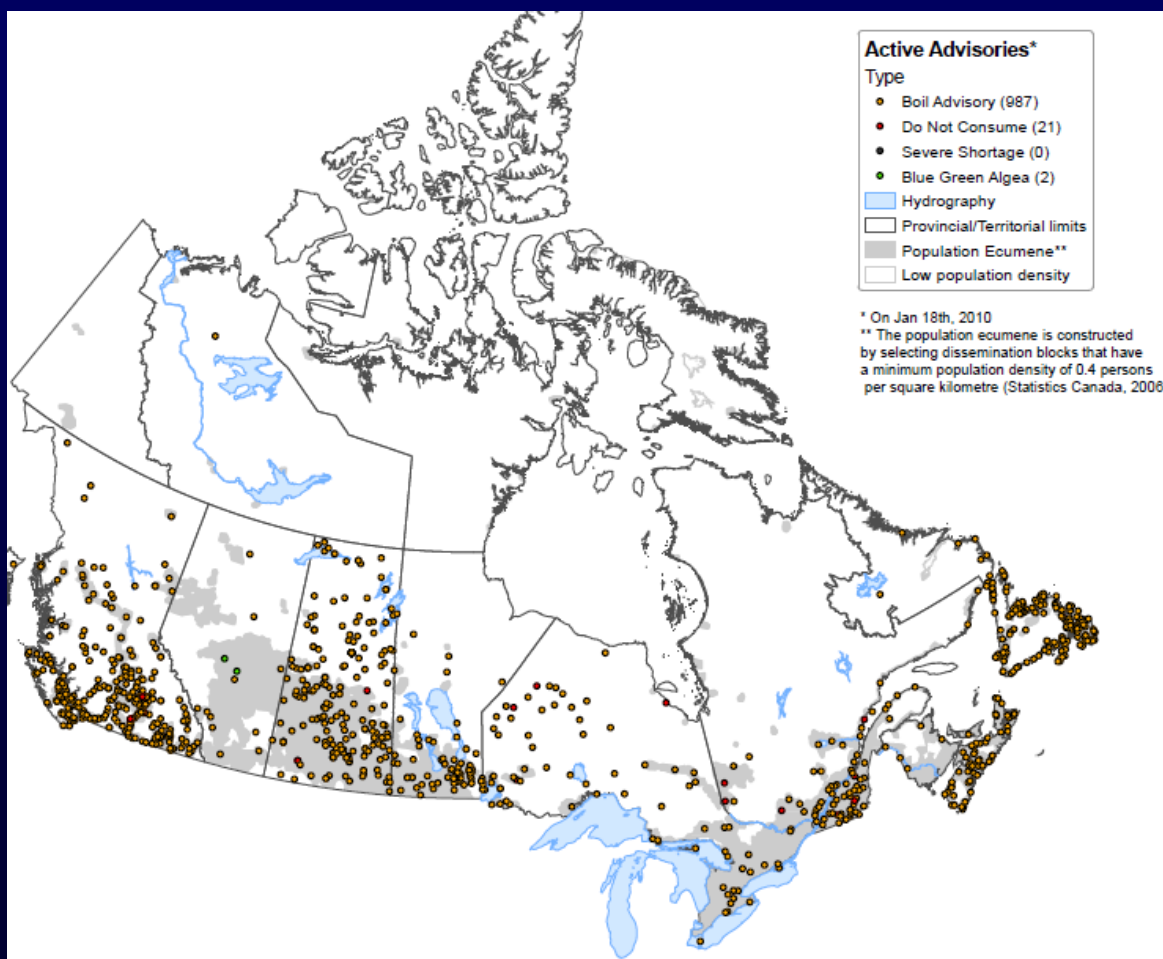 Active Advisories*
Type
Boil Advisory (987)
Do Not Consume (21)
Severe Shortage (0)
Blue Green Algea (2)
Hydrography
Provincial/Territorial limits
Population Ecumene**
Low population density
* On Jan 18th, 2010
** The population ecumene is constructed
by selecting dissemination blocks that have
a minimum population density of 0.4 persons
per square kilometre (Statistics Canada, 2006